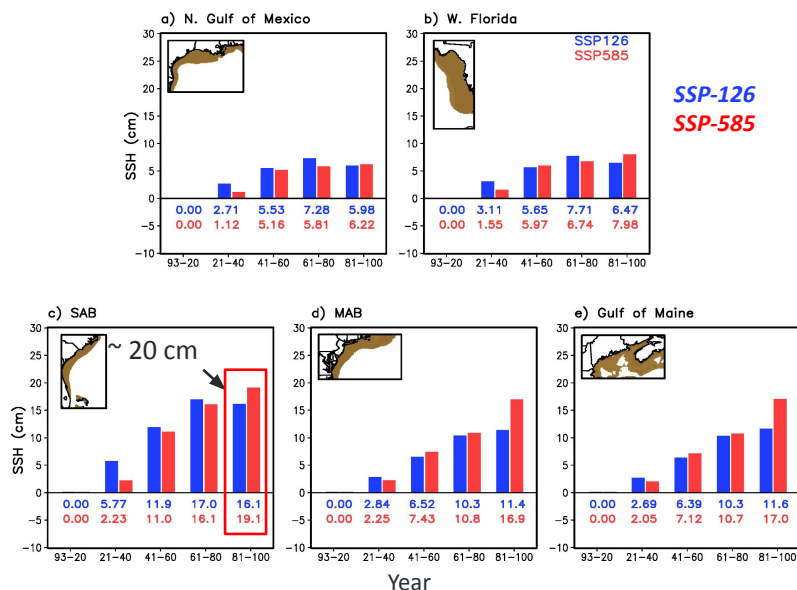 a) N. Gulf of Mexico
30
25
20
15
10
5
0
−5
−10
SSH (cm)
0.00 2.71 5.53 7.28 5.98
0.00 1.12 5.16 5.81 6.22
93−20 21−40 41−60 61−80 81−100
b) W. Florida
SSP126
SSP585
30
25
20
15
10
5
0
−5
−10
0.00 3.11 5.65 7.71 6.47
0.00 1.55 5.97 6.74 7.98
93−20 21−40 41−60 61−80 81−100
SSP-126
SSP-585
c) SAB
~ 20 cm
30
25
20
15
10
5
0
−5
−10
SSH (cm)
0.00 5.77 11.9 17.0 16.1
0.00 2.23 11.0 16.1 19.1
93−20 21−40 41−60 61−80 81−100
d) MAB
30
25
20
15
10
5
0
−5
−10
0.00 2.84 6.52 10.3 11.4
0.00 2.25 7.43 10.8 16.9
93−20 21−40 41−60 61−80 81−100
e) Gulf of Maine
30
25
20
15
10
5
0
−5
−10
0.00 2.69 6.39 10.3 11.6
0.00 2.05 7.12 10.7 17.0
93−20 21−40 41−60 61−80 81−100
Year